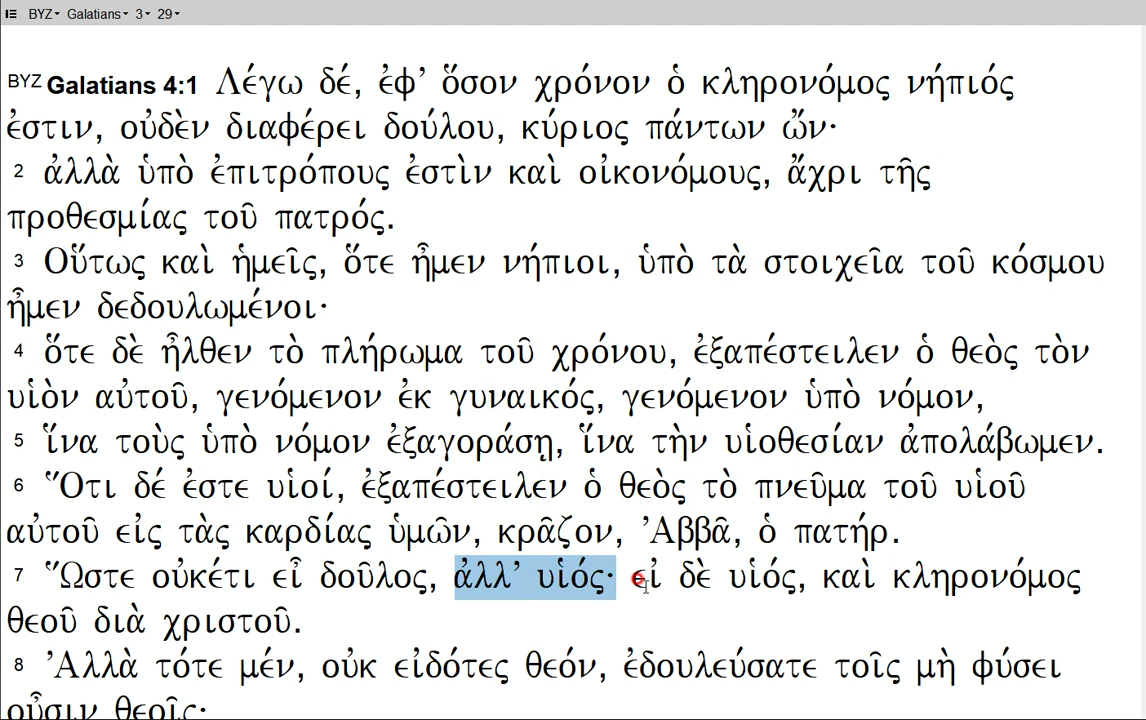 BYZ Galatians 3 29
BYZ Galatians 4:1 Λέγω δέ, ἐφ’ ὅσον χρόνον ὁ κληρονόμος νήπιός
ἐστιν, οὐδὲν διαφέρει δούλου, κύριος πάντων ὤν·
2 ἀλλὰ ὑπὸ ἐπιτρόπους ἐστὶν καὶ οἰκονόμους, ἄχρι τῆς
προθεσμίας τοῦ πατρός.
3 Οὕτως καὶ ἡμεῖς, ὅτε ἦμεν νήπιοι, ὑπὸ τὰ στοιχεῖα τοῦ κόσμου
ἦμεν δεδουλωμένοι·
4 ὅτε δὲ ἦλθεν τὸ πλήρωμα τοῦ χρόνου, ἐξαπέστειλεν ὁ θεὸς τὸν
υἱὸν αὐτοῦ, γενόμενον ἐκ γυναικός, γενόμενον ὑπὸ νόμον,
5 ἵνα τοὺς ὑπὸ νόμον ἐξαγοράσῃ, ἵνα τὴν υἱοθεσίαν ἀπολάβωμεν.
6 Ὅτι δέ ἐστε υἱοί, ἐξαπέστειλεν ὁ θεὸς τὸ πνεῦμα τοῦ υἱοῦ
αὐτοῦ εἰς τὰς καρδίας ὑμῶν, κρᾶζον, Ἀββᾶ, ὁ πατήρ.
7 Ὥστε οὐκέτι εἶ δοῦλος, ἀλλ’ υἱός· εἰ δὲ υἱός, καὶ κληρονόμος
θεοῦ διὰ χριστοῦ.
8 Ἀλλὰ τότε μέν, οὐκ εἰδότες θεόν, ἐδουλεύσατε τοῖς μὴ φύσει
οὖσιν θεοῖς·